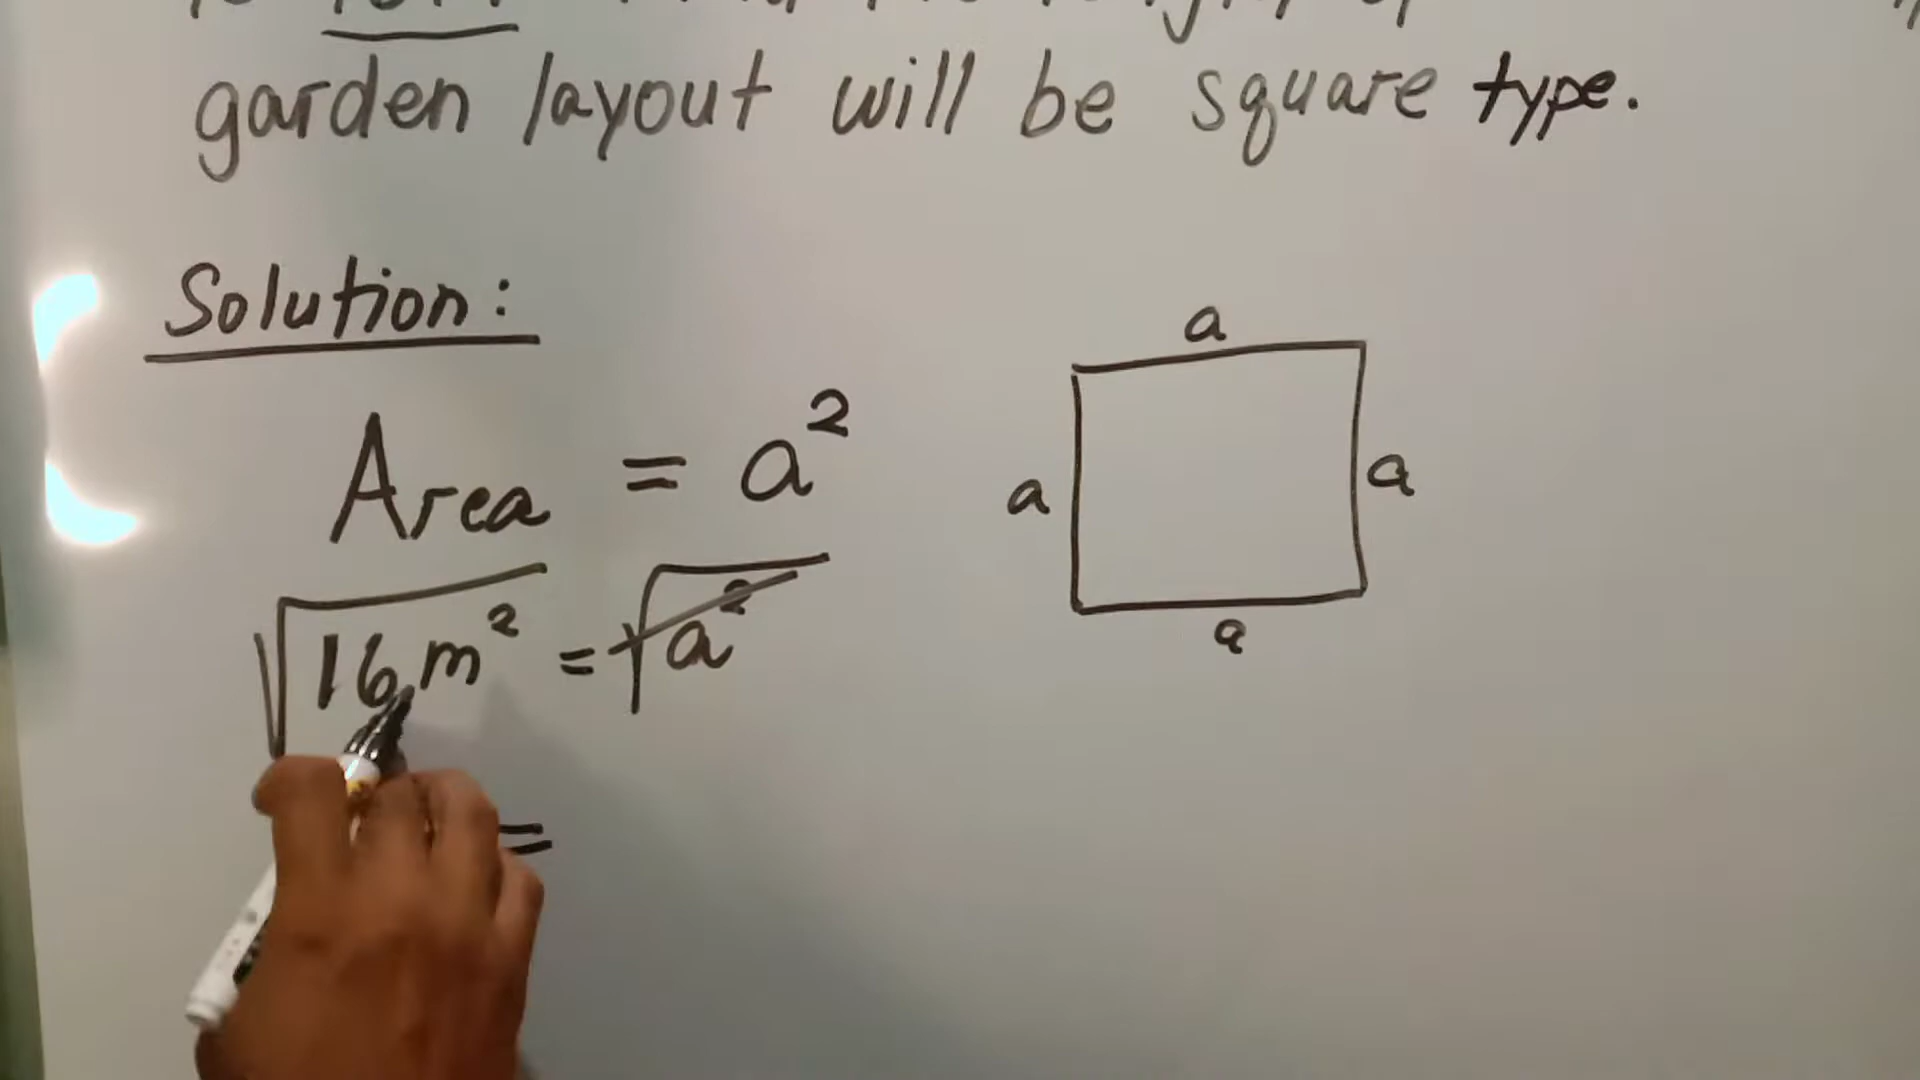 garden layout will be square type.
Solution:
Area = a²
√16m² = √a²
=
a
a
a
a